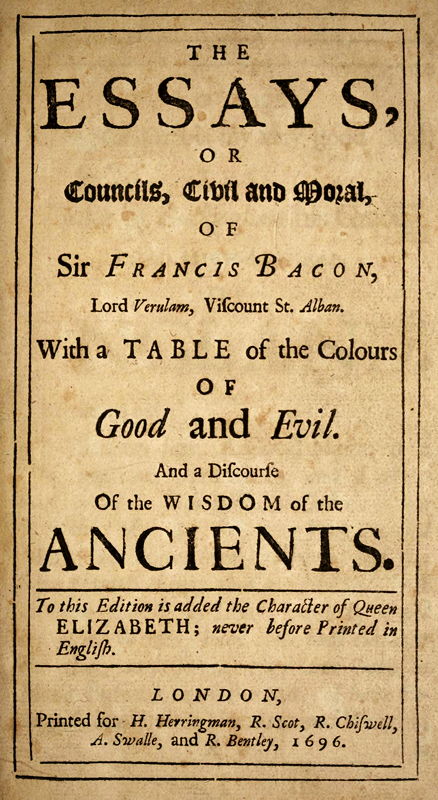 THE
ESSAYS,
OR
Councils, Civil and Moral,
OF
Sir FRANCIS BACON,
Lord Verulam, Viſcount St. Alban.
With a TABLE of the Colours
OF
Good and Evil.
And a Diſcourſe
Of the WISDOM of the
ANCIENTS.
To this Edition is added the Character of Queen
ELIZABETH; never before Printed in
Engliſh.
LONDON,
Printed for H. Herringman, R. Scot, R. Chiſwell,
A. Swalle, and R. Bentley, 1696.